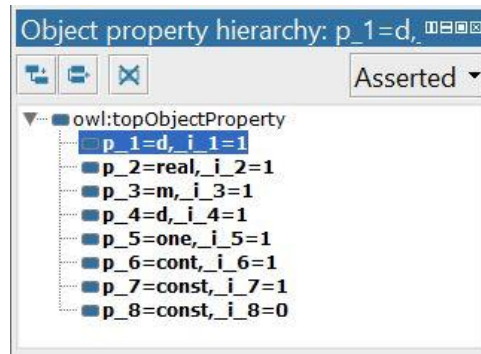 Object property hierarchy: p_1=d,_
Asserted
owl:topObjectProperty
p_1=d,_i_1=1
p_2=real,_i_2=1
p_3=m,_i_3=1
p_4=d,_i_4=1
p_5=one,_i_5=1
p_6=cont,_i_6=1
p_7=const,_i_7=1
p_8=const,_i_8=0